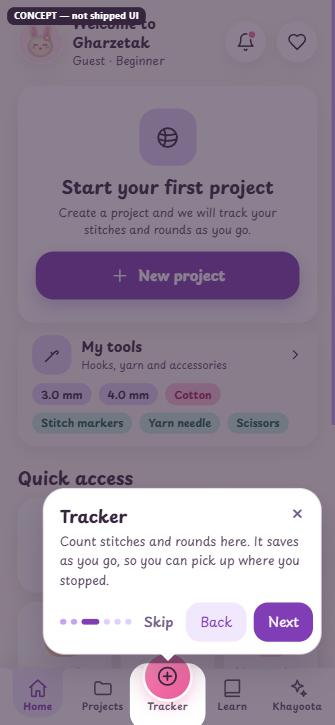 CONCEPT — not shipped UI
Welcome to
Gharzetak
Guest · Beginner
Start your first project
Create a project and we will track your
stitches and rounds as you go.
+ New project
My tools
Hooks, yarn and accessories
3.0 mm 4.0 mm Cotton
Stitch markers Yarn needle Scissors
Quick access
Tracker
Count stitches and rounds here. It saves
as you go, so you can pick up where you
stopped.
Skip Back Next
Home Projects Tracker Learn Khayoota